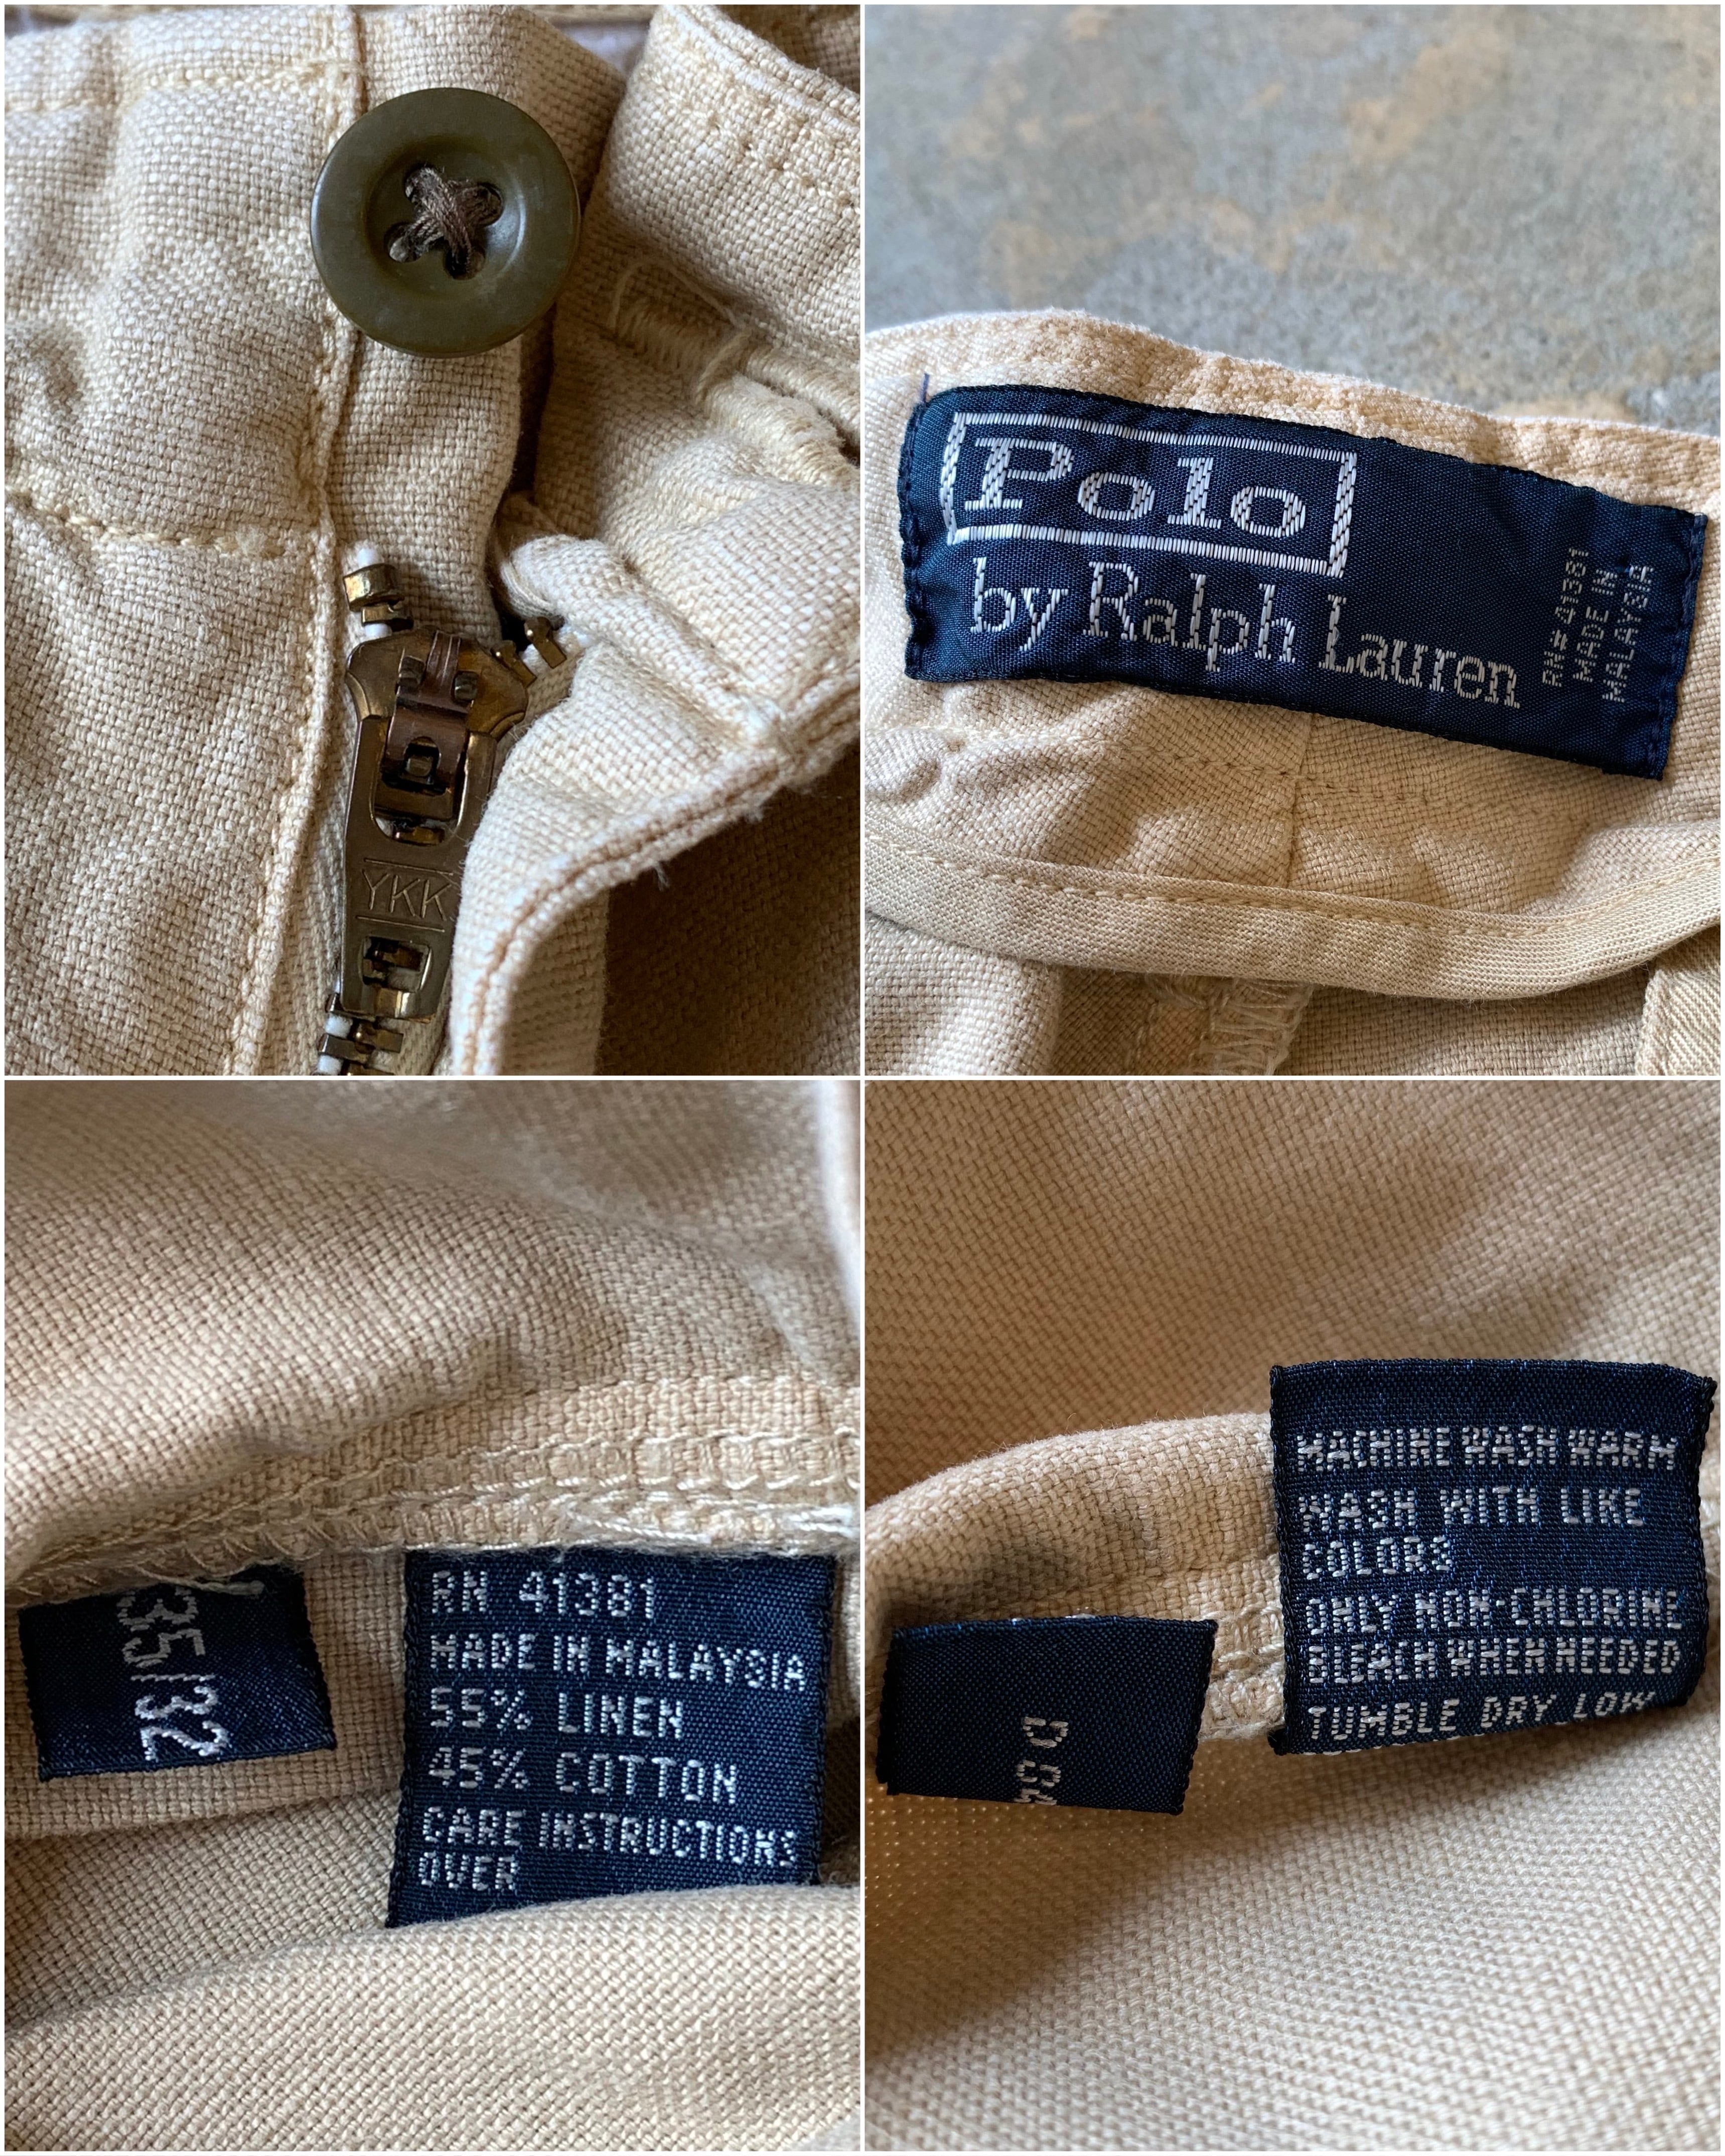 YKK
Polo
by Ralph Lauren
RN# 41381
MADE IN
MALAYSIA
35/32
RN 41381
MADE IN MALAYSIA
55% LINEN
45% COTTON
CARE INSTRUCTIONS
OVER
MACHINE WASH WARM
WASH WITH LIKE
COLORS
ONLY NON-CHLORINE
BLEACH WHEN NEEDED
TUMBLE DRY LOW